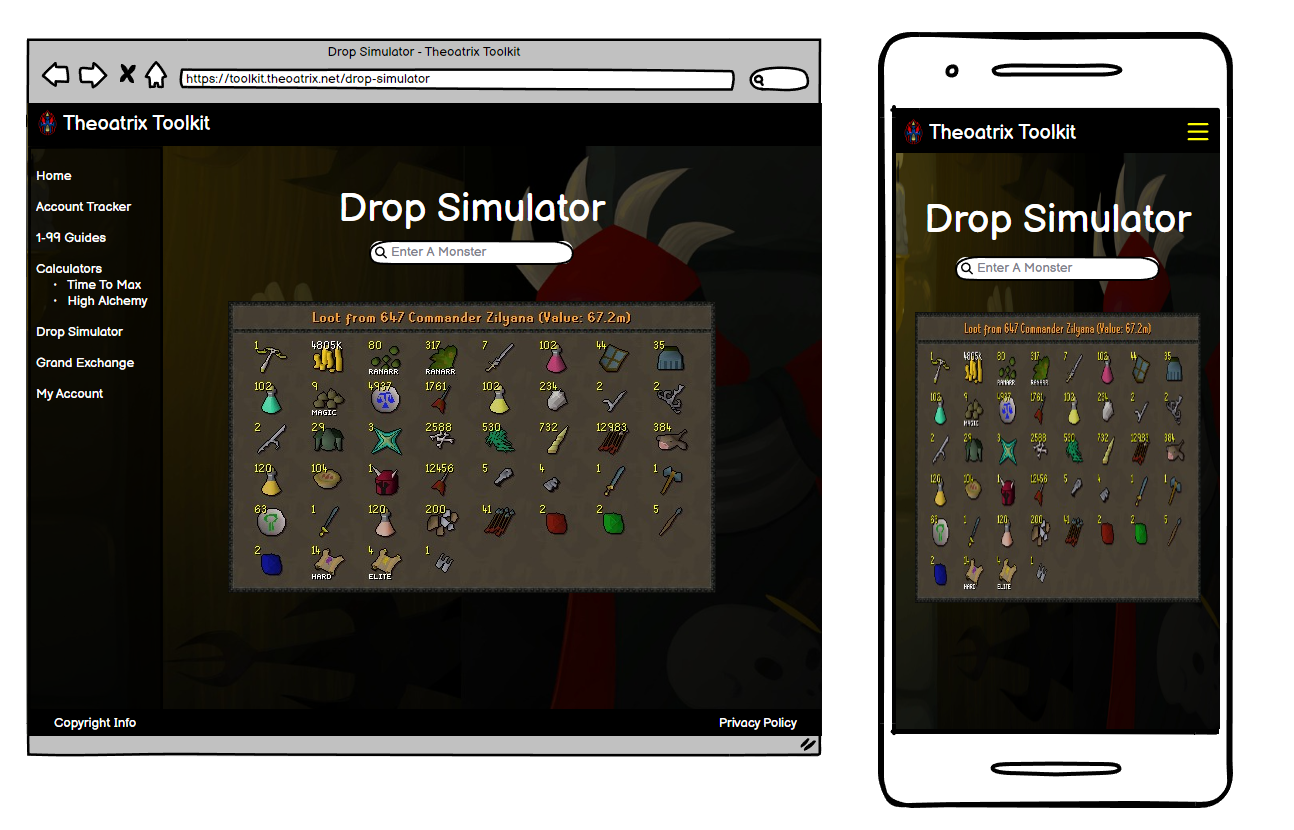 Drop Simulator - Theoatrix Toolkit
https://toolkit.theoatrix.net/drop-simulator
Theoatrix Toolkit
Home
Account Tracker
1-99 Guides
Calculators
• Time To Max
• High Alchemy
Drop Simulator
Grand Exchange
My Account
Drop Simulator
Enter A Monster
Loot from 647 Commander Zilyana (Value: 67.2m)
1 4805K 80 317 7 102 44 35
RANARR RANARR
102 9 4937 1761 102 234 2 2
MAGIC
2 29 3 2588 530 732 12983 384
120 104 1 12456 5 4 1 1
63 1 120 200 41 2 2 5
2 14 4 1
HARD ELITE
Copyright Info
Privacy Policy
Theoatrix Toolkit
Drop Simulator
Enter A Monster
Loot from 647 Commander Zilyana (Value: 67.2m)
1 4805K 80 317 7 102 44 35
RANARR RANARR
102 9 4937 1761 102 234 2 2
MAGIC
2 29 3 2588 530 732 12983 384
120 104 1 12456 5 4 1 1
63 1 120 200 41 2 2 5
2 14 4 1
HARD ELITE